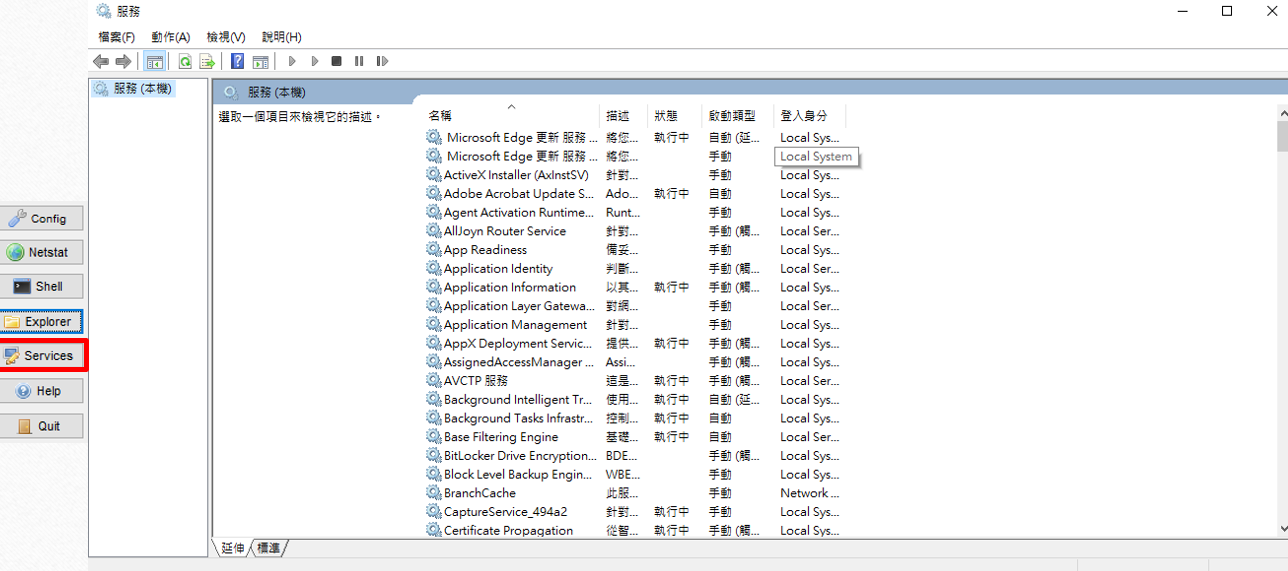 服務
檔案(F) 動作(A) 檢視(V) 說明(H)
服務 (本機)
服務 (本機)
選取一個項目來檢視它的描述。
名稱 描述 狀態 啟動類型 登入身分
Microsoft Edge 更新 服務 ... 將您... 執行中 自動 (延... Local Sys...
Microsoft Edge 更新 服務 ... 將您... 手動 Local System
ActiveX Installer (AxInstSV) 針對... 手動 Local Sys...
Adobe Acrobat Update S... Ado... 執行中 自動 Local Sys...
Agent Activation Runtime... Runt... 手動 Local Sys...
AllJoyn Router Service 針對... 手動 (觸... Local Ser...
App Readiness 備妥... 手動 Local Sys...
Application Identity 判斷... 手動 (觸... Local Ser...
Application Information 以其... 執行中 手動 (觸... Local Sys...
Application Layer Gatewa... 對網... 手動 Local Ser...
Application Management 針對... 手動 Local Sys...
AppX Deployment Servic... 提供... 執行中 手動 (觸... Local Sys...
AssignedAccessManager ... Assi... 手動 (觸... Local Sys...
AVCTP 服務 這是... 執行中 手動 (觸... Local Ser...
Background Intelligent Tr... 使用... 執行中 自動 (延... Local Sys...
Background Tasks Infrastr... 控制... 執行中 自動 Local Sys...
Base Filtering Engine 基礎... 執行中 自動 Local Ser...
BitLocker Drive Encryption... BDE... 手動 (觸... Local Sys...
Block Level Backup Engin... WBE... 手動 Local Sys...
BranchCache 此服... 手動 Network ...
CaptureService_494a2 針對... 執行中 手動 Local Sys...
Certificate Propagation 從智... 執行中 手動 (觸... Local Sys...
延伸 標準
Config
Netstat
Shell
Explorer
Services
Help
Quit